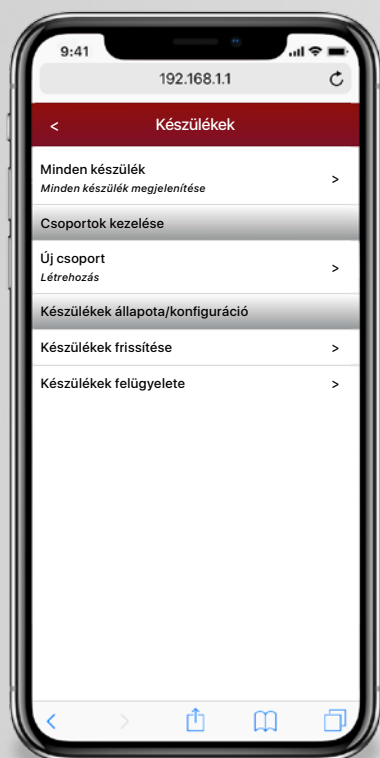 9:41
192.168.1.1
< Készülékek
Minden készülék
Minden készülék megjelenítése
>
Csoportok kezelése
Új csoport
Létrehozás
>
Készülékek állapota/konfiguráció
Készülékek frissítése >
Készülékek felügyelete >